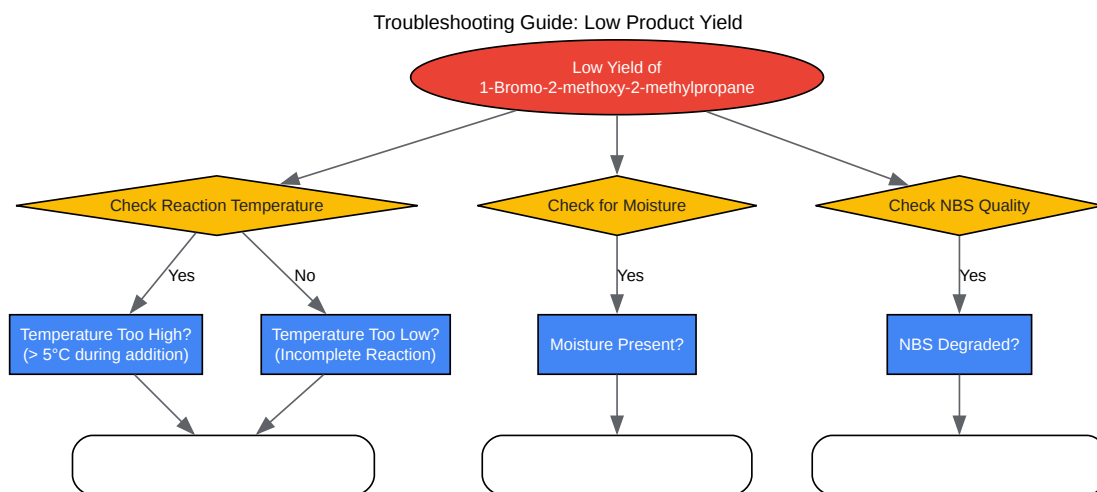 Troubleshooting Guide: Low Product Yield
Low Yield of
1-Bromo-2-methoxy-2-methylpropane
Check Reaction Temperature
Check for Moisture
Check NBS Quality
Yes
No
Yes
Yes
Temperature Too High?
(> 5°C during addition)
Temperature Too Low?
(Incomplete Reaction)
Moisture Present?
NBS Degraded?